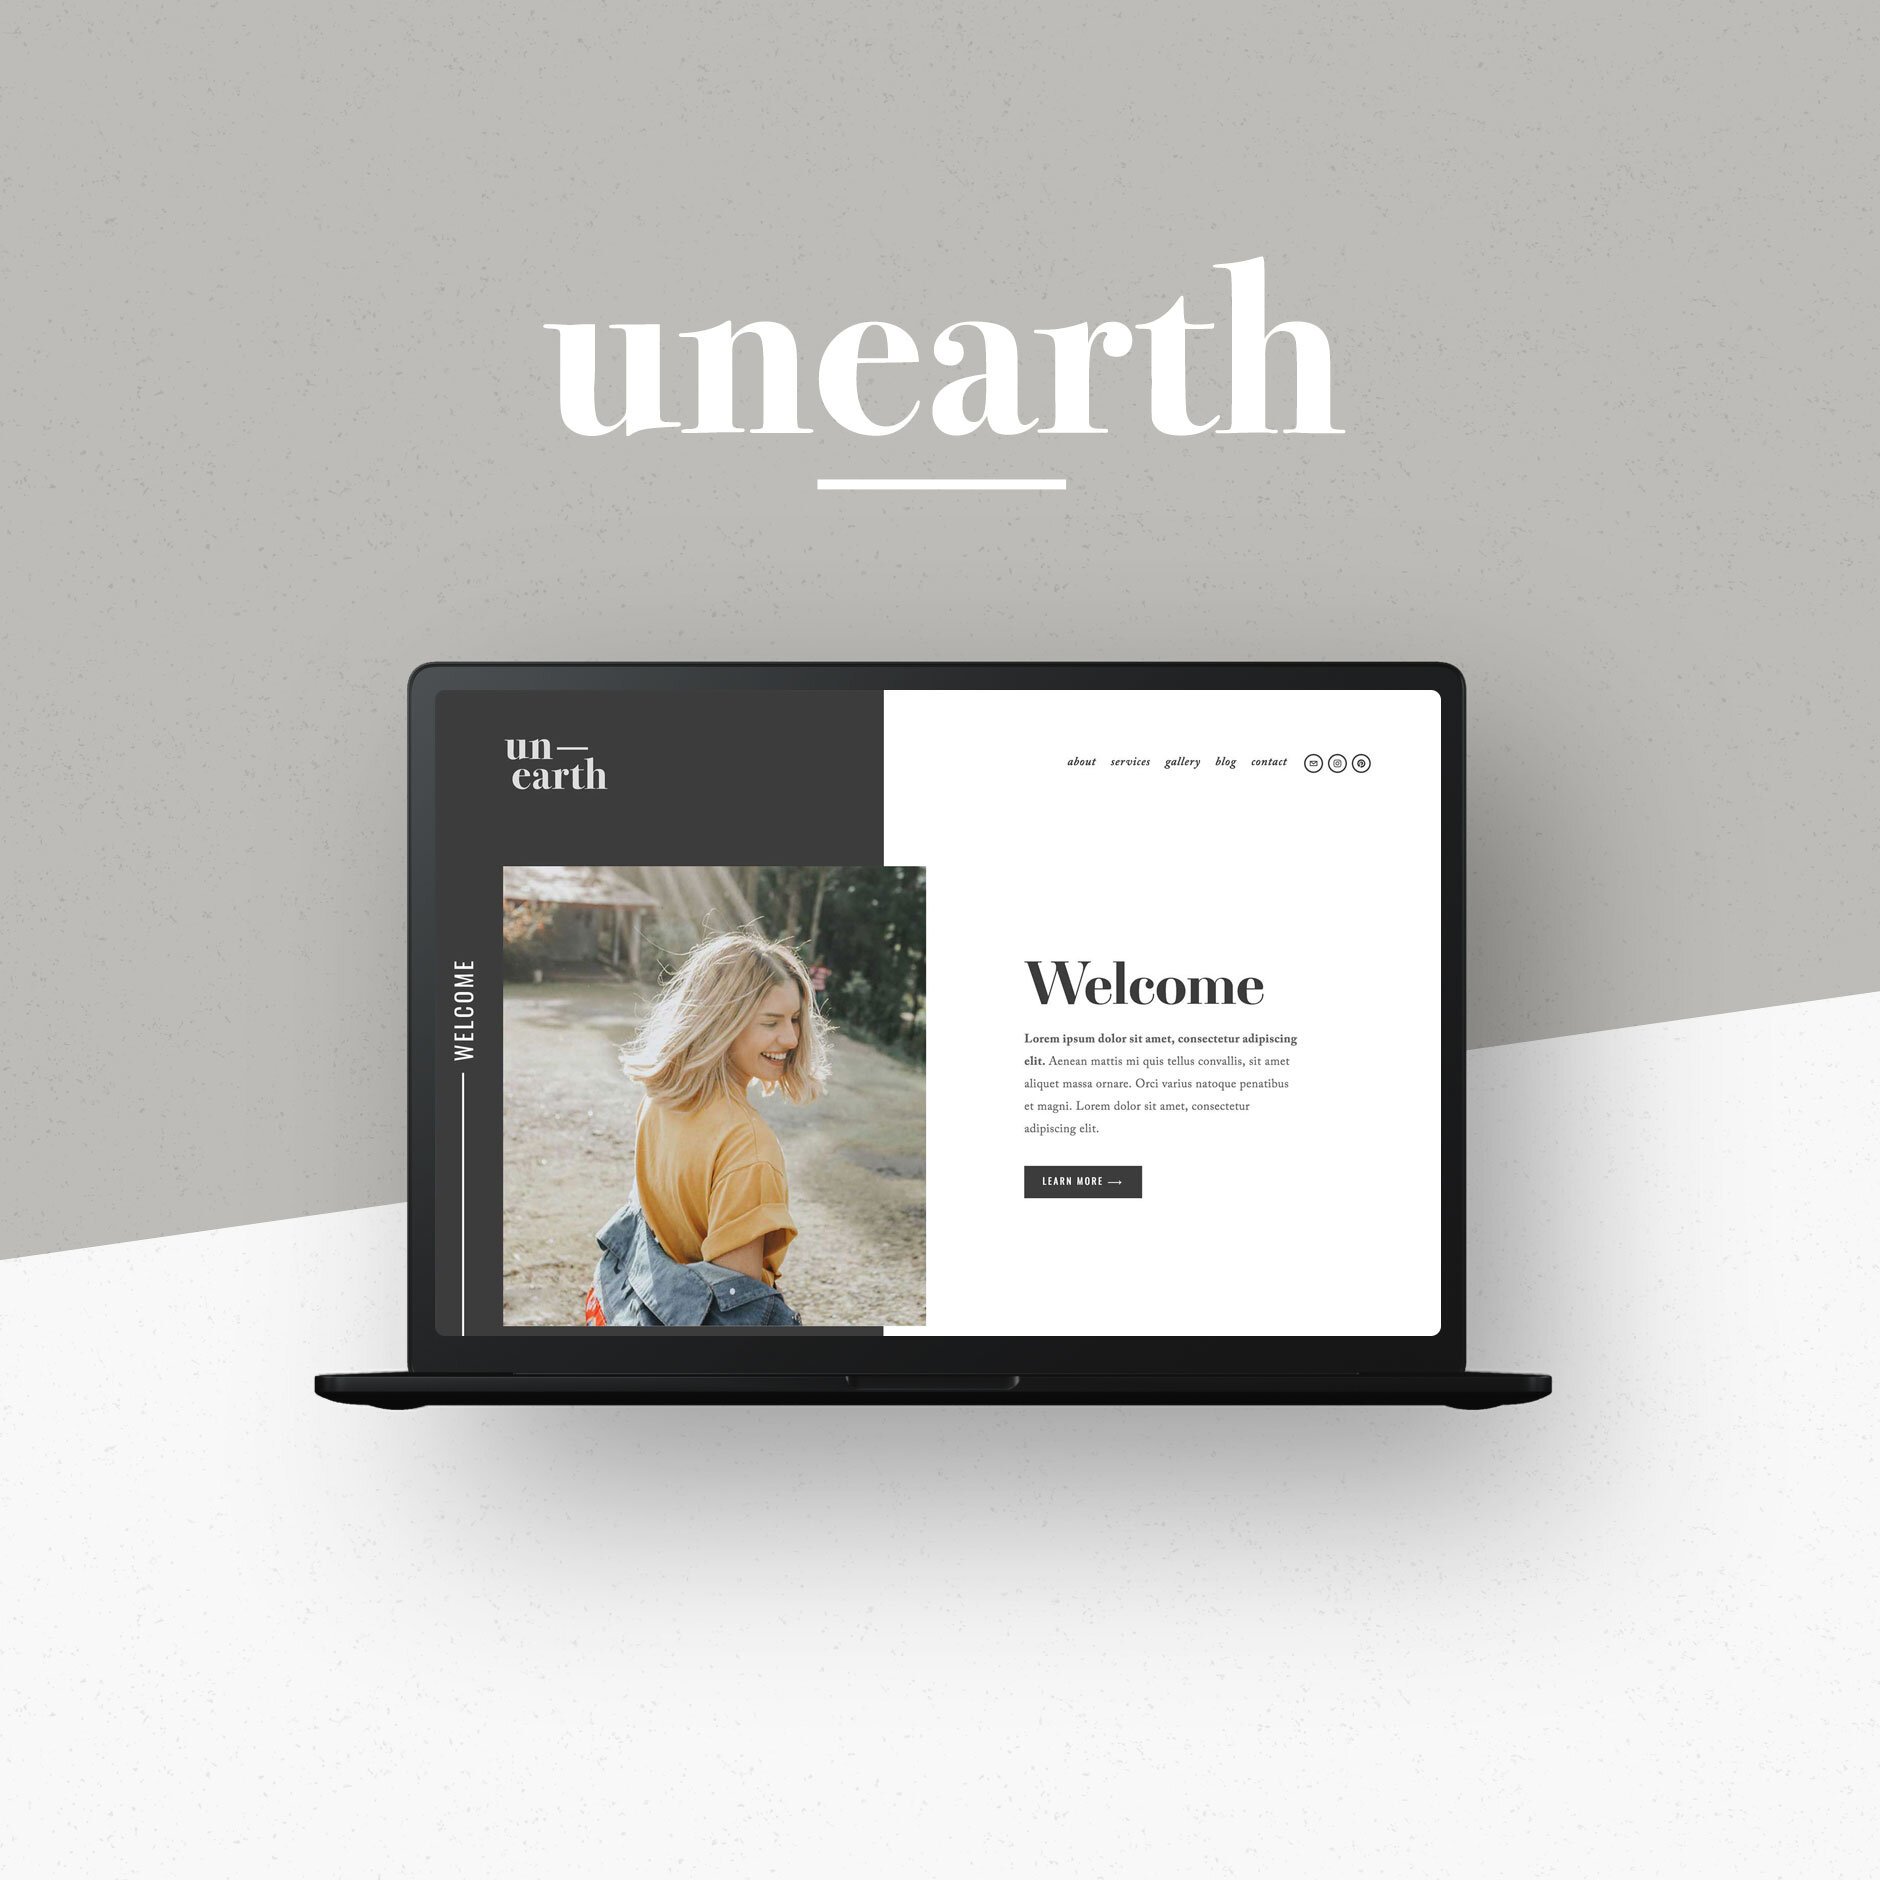 unearth
un—
earth
about services gallery blog contact
WELCOME
Welcome
Lorem ipsum dolor sit amet, consectetur adipiscing
elit. Aenean mattis mi quis tellus convallis, sit amet
aliquet massa ornare. Orci varius natoque penatibus
et magni. Lorem dolor sit amet, consectetur
adipiscing elit.
LEARN MORE ⟶